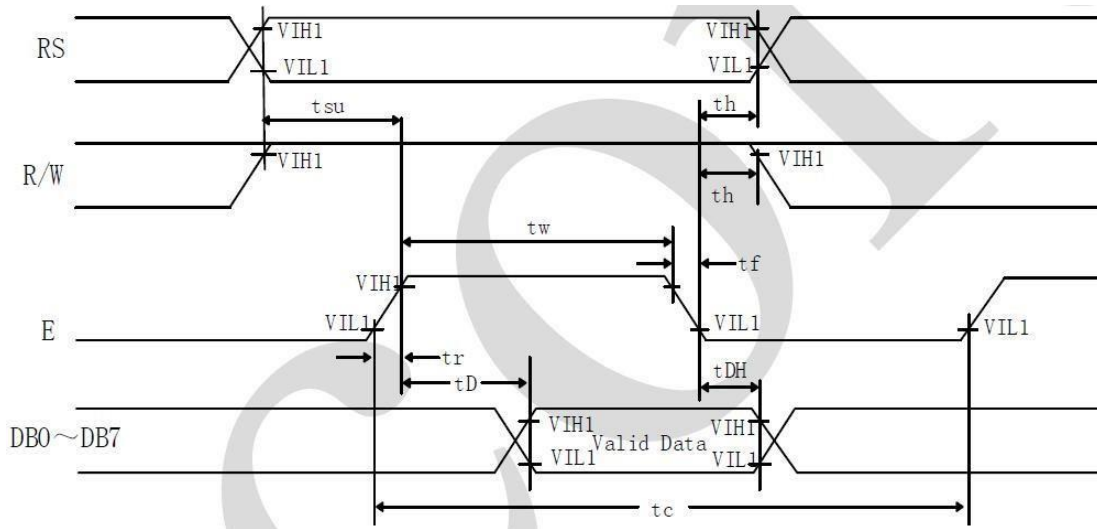 RS
VIH1
VIL1
VIH1
VIL1
tsu
th
R/W
VIH1
VIH1
th
tw
tf
E
VIH1
VIL1
VIL1
VIL1
tr
tD
tDH
DB0~DB7
VIH1
VIL1
Valid Data
VIH1
VIL1
tc